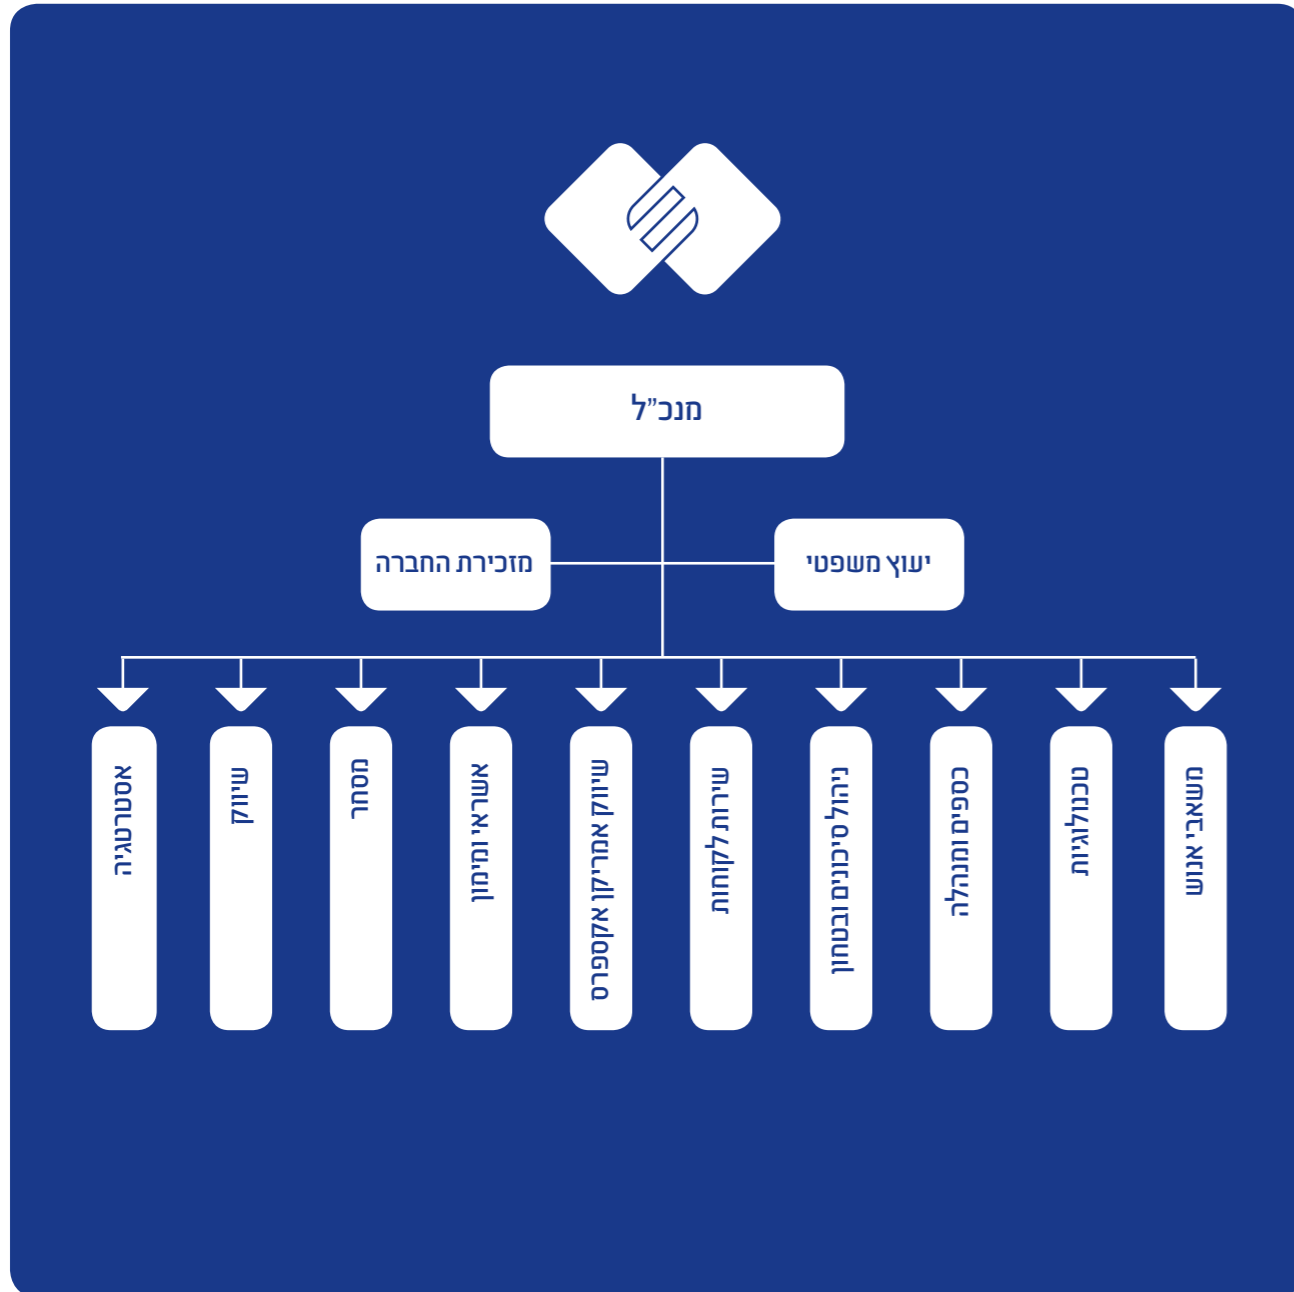 מנכ”ל
יעוץ משפטי
מזכירת החברה
משאבי אנוש
טכנולוגיות
כספים ומנהלה
ניהול סיכונים ובטחון
שירות לקוחות
שיווק אמריקן אקספרס
אשראי ומימון
מסחר
שיווק
אסטרטגיה